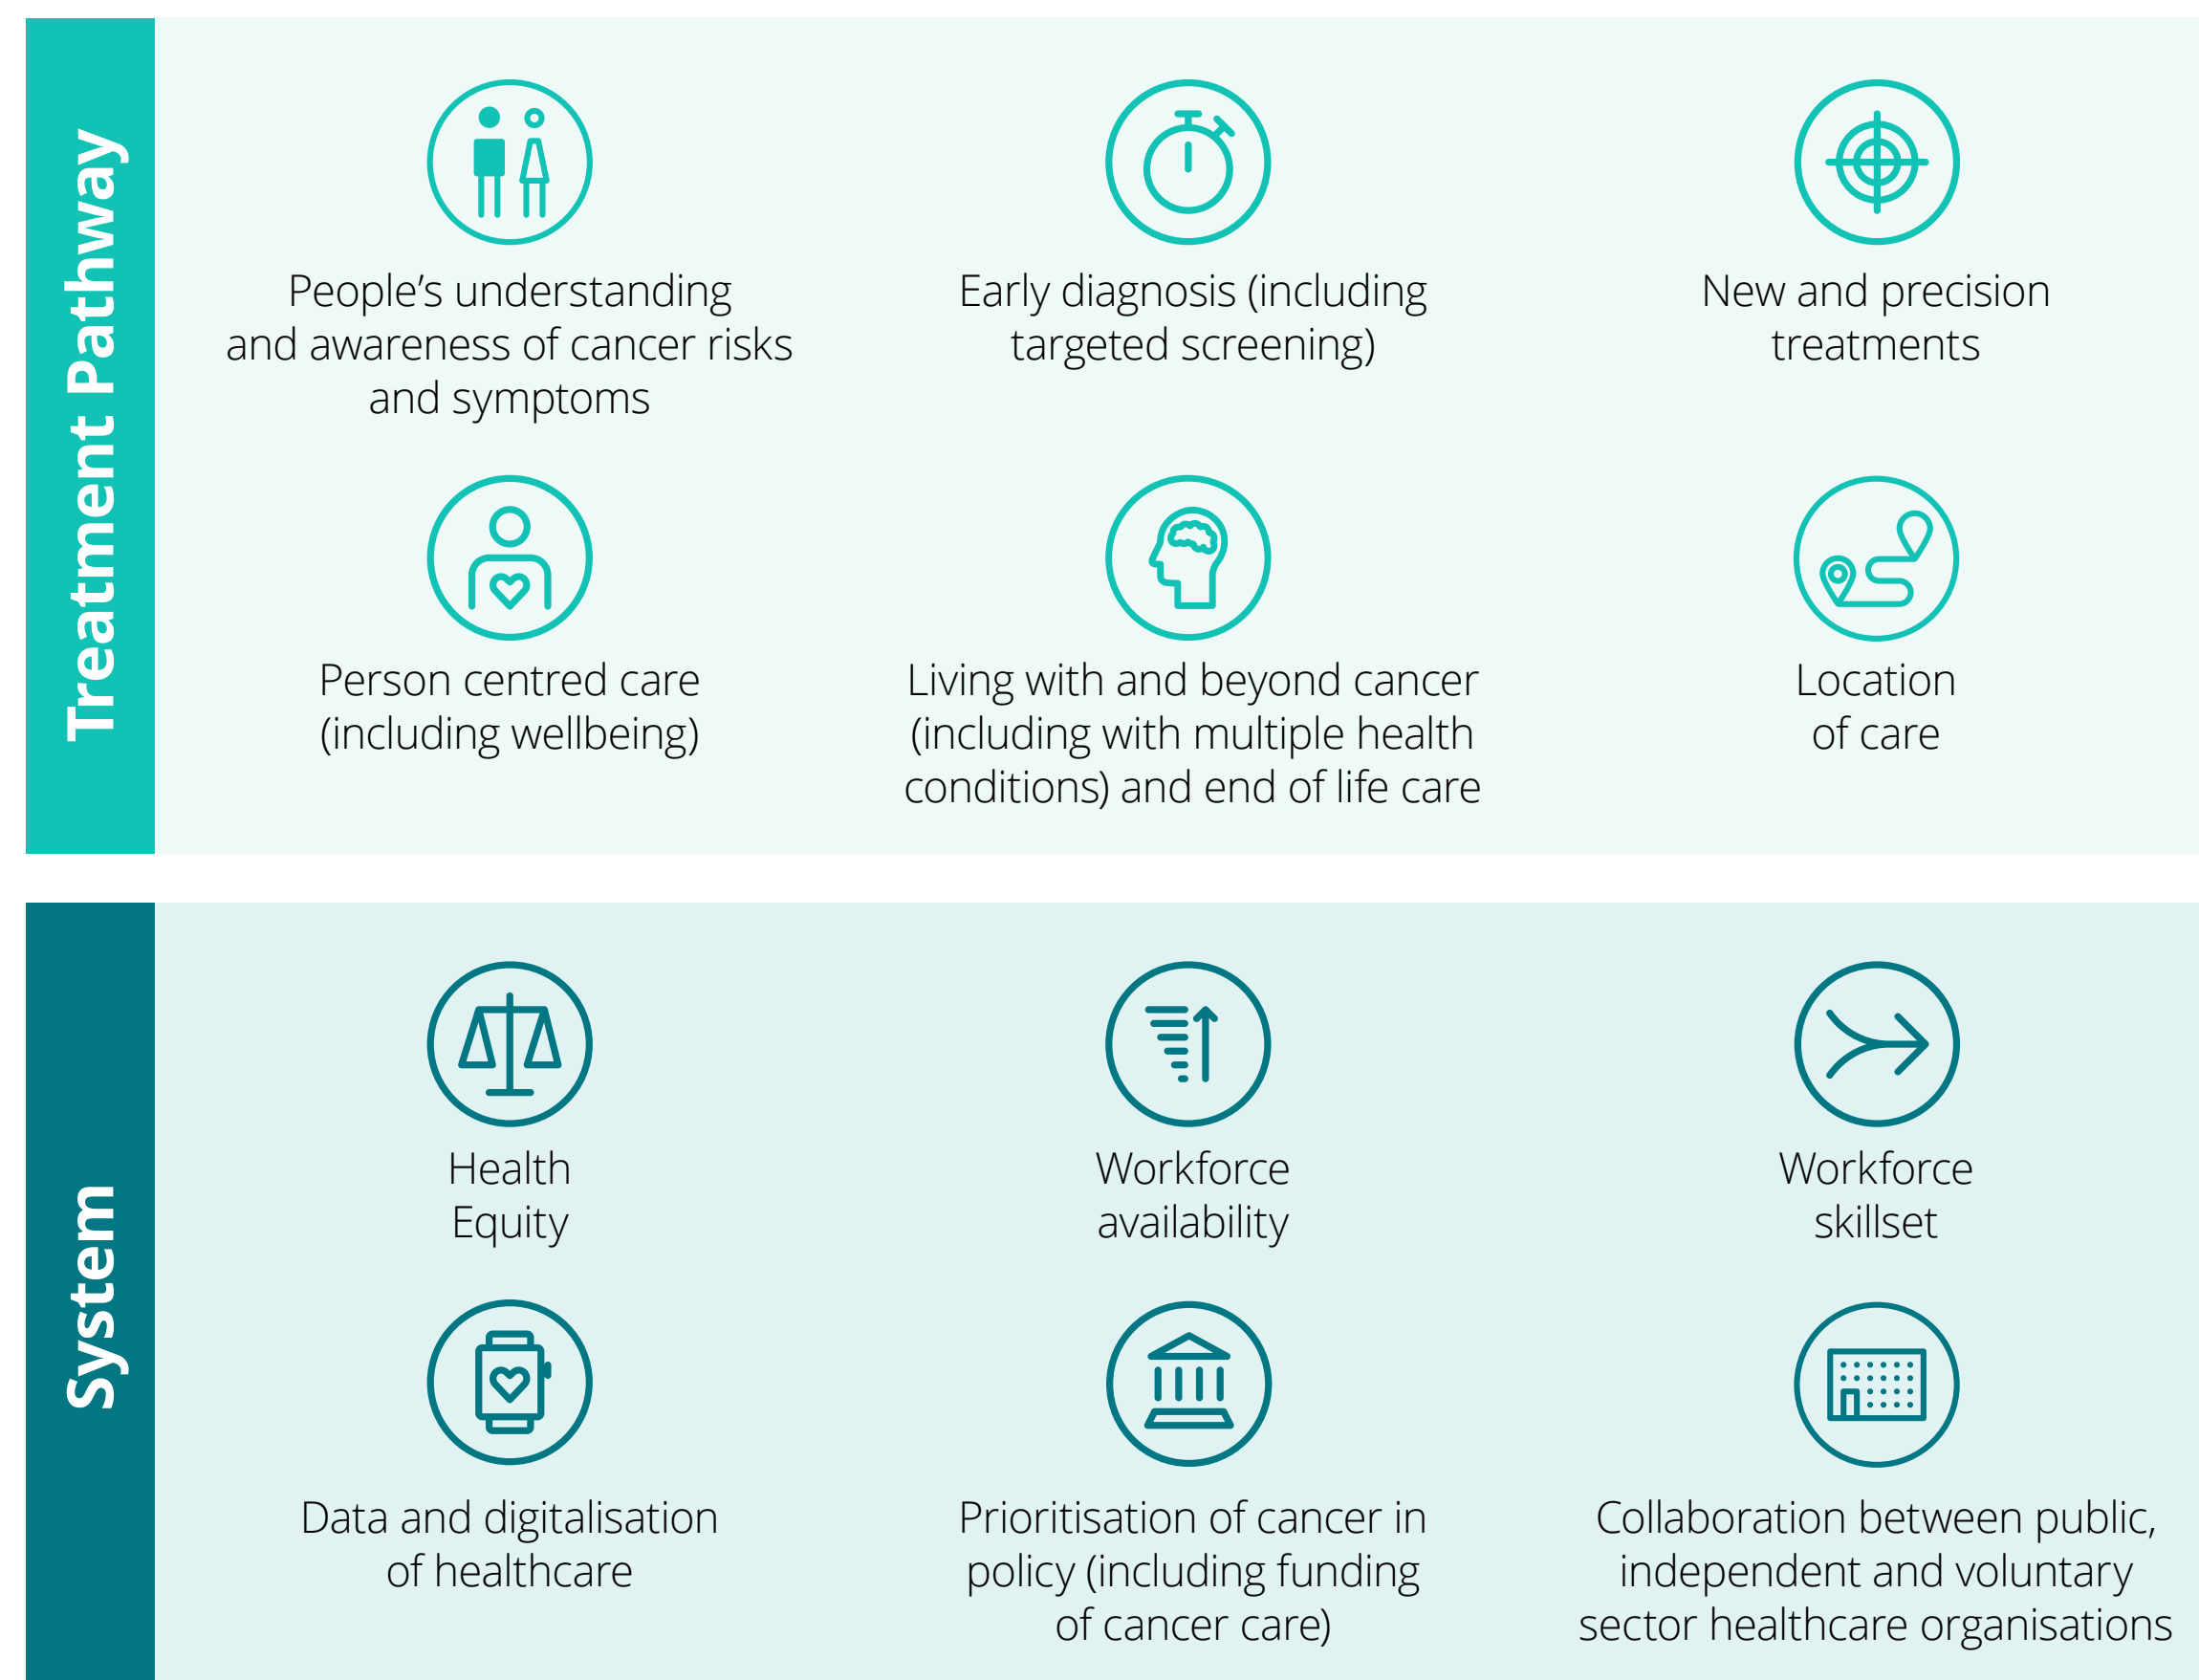 Treatment Pathway
People’s understanding
and awareness of cancer risks
and symptoms
Early diagnosis (including
targeted screening)
New and precision
treatments
Person centred care
(including wellbeing)
Living with and beyond cancer
(including with multiple health
conditions) and end of life care
Location
of care
System
Health
Equity
Workforce
availability
Workforce
skillset
Data and digitalisation
of healthcare
Prioritisation of cancer in
policy (including funding
of cancer care)
Collaboration between public,
independent and voluntary
sector healthcare organisations